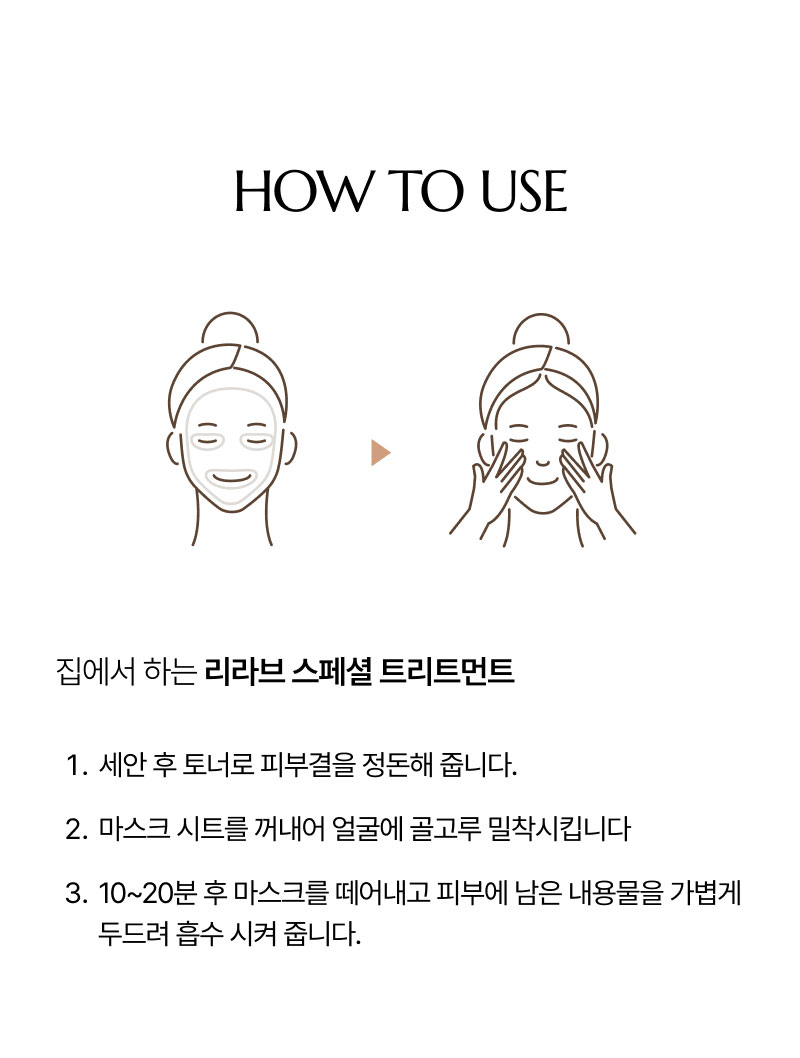 HOW TO USE
집에서 하는 리라브 스페셜 트리트먼트
1. 세안 후 토너로 피부결을 정돈해 줍니다.
2. 마스크 시트를 꺼내어 얼굴에 골고루 밀착시킵니다
3. 10~20분 후 마스크를 떼어내고 피부에 남은 내용물을 가볍게
두드려 흡수 시켜 줍니다.